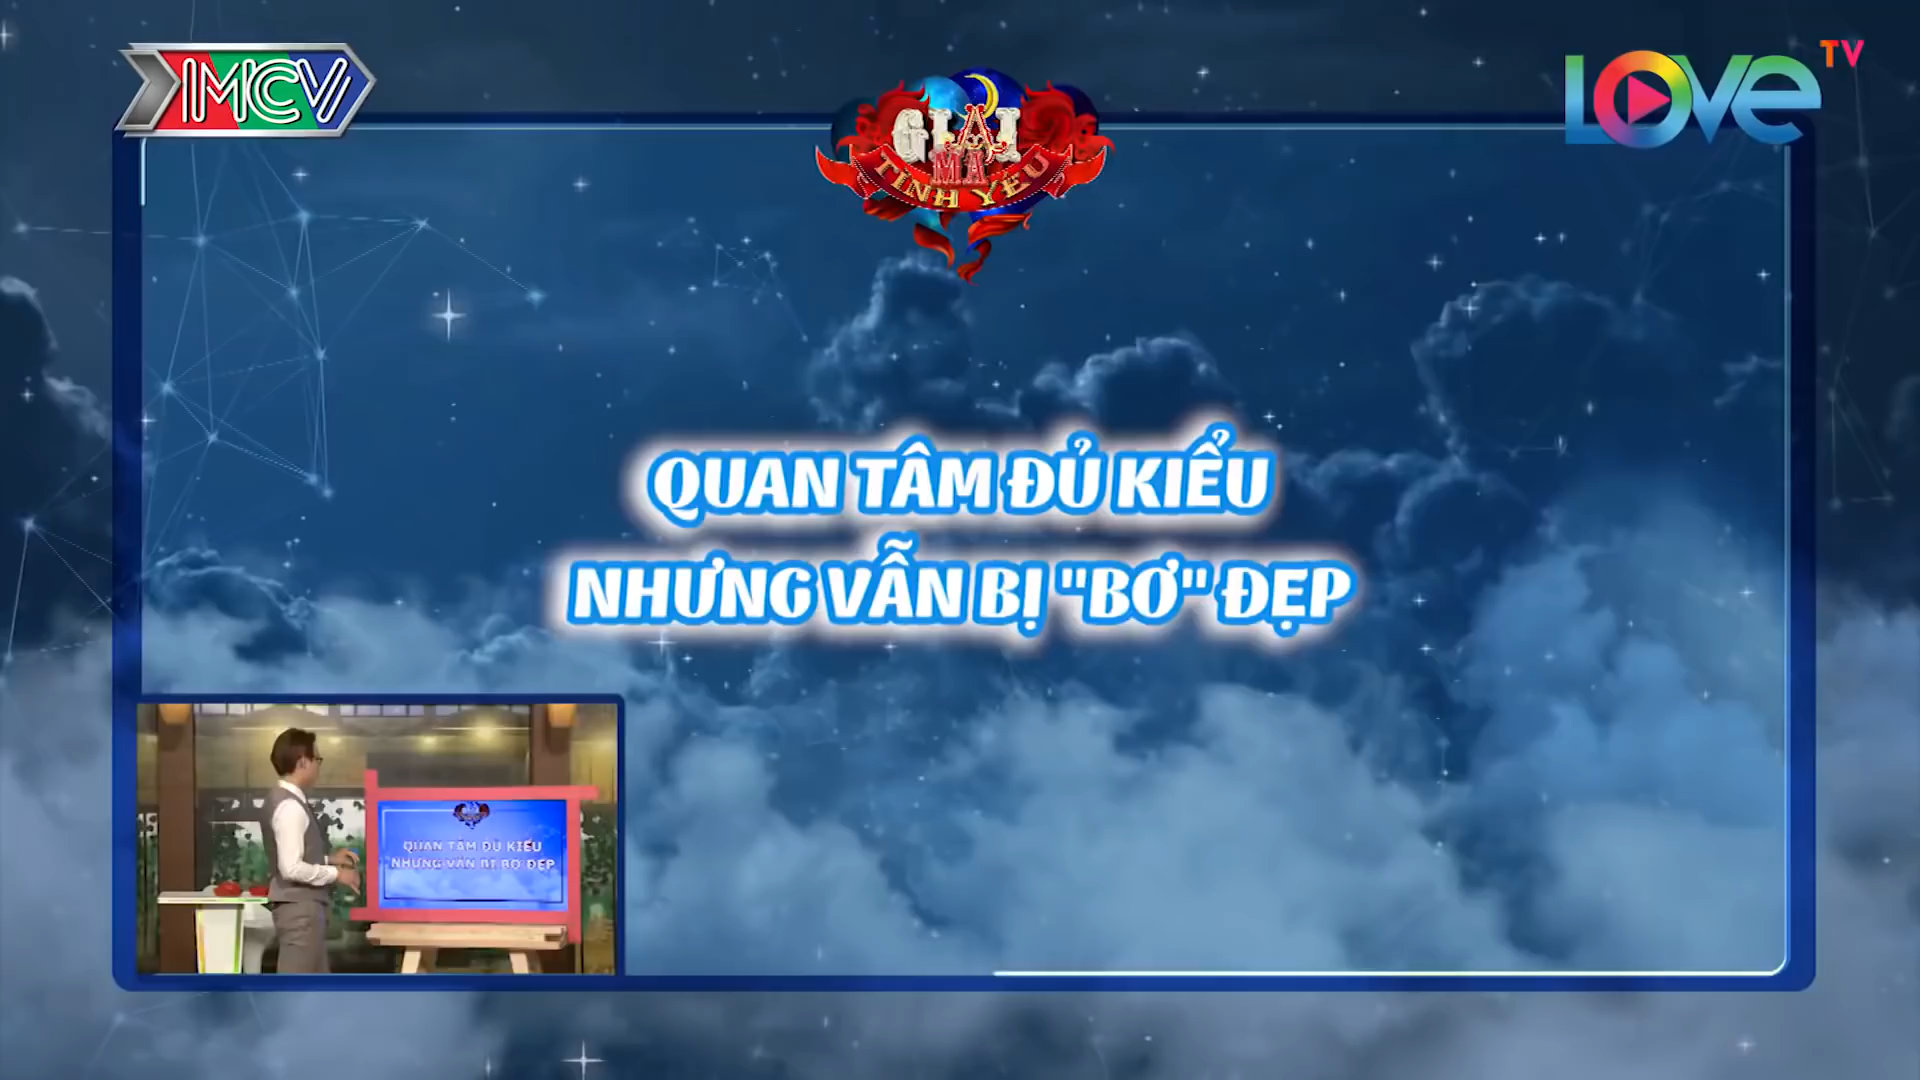 MCV
LOVE TV
GIẢI
MÃ
TÌNH YÊU
QUAN TÂM ĐỦ KIỂU
NHƯNG VẪN BỊ "BƠ" ĐẸP
QUAN TÂM ĐỦ KIỂU
NHƯNG VẪN BỊ BƠ ĐẸP